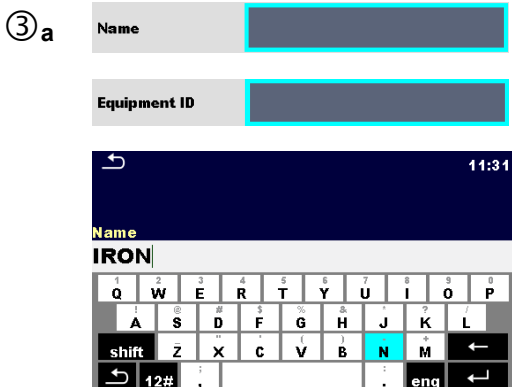 ③a
Name
Equipment ID
11:31
Name
IRON
1 2 3 4 5 6 7 8 9 0
Q W E R T Y U I O P
! @ # $ % & ' ? /
A S D F G H J K L
shift Z X C V B N M
12# eng